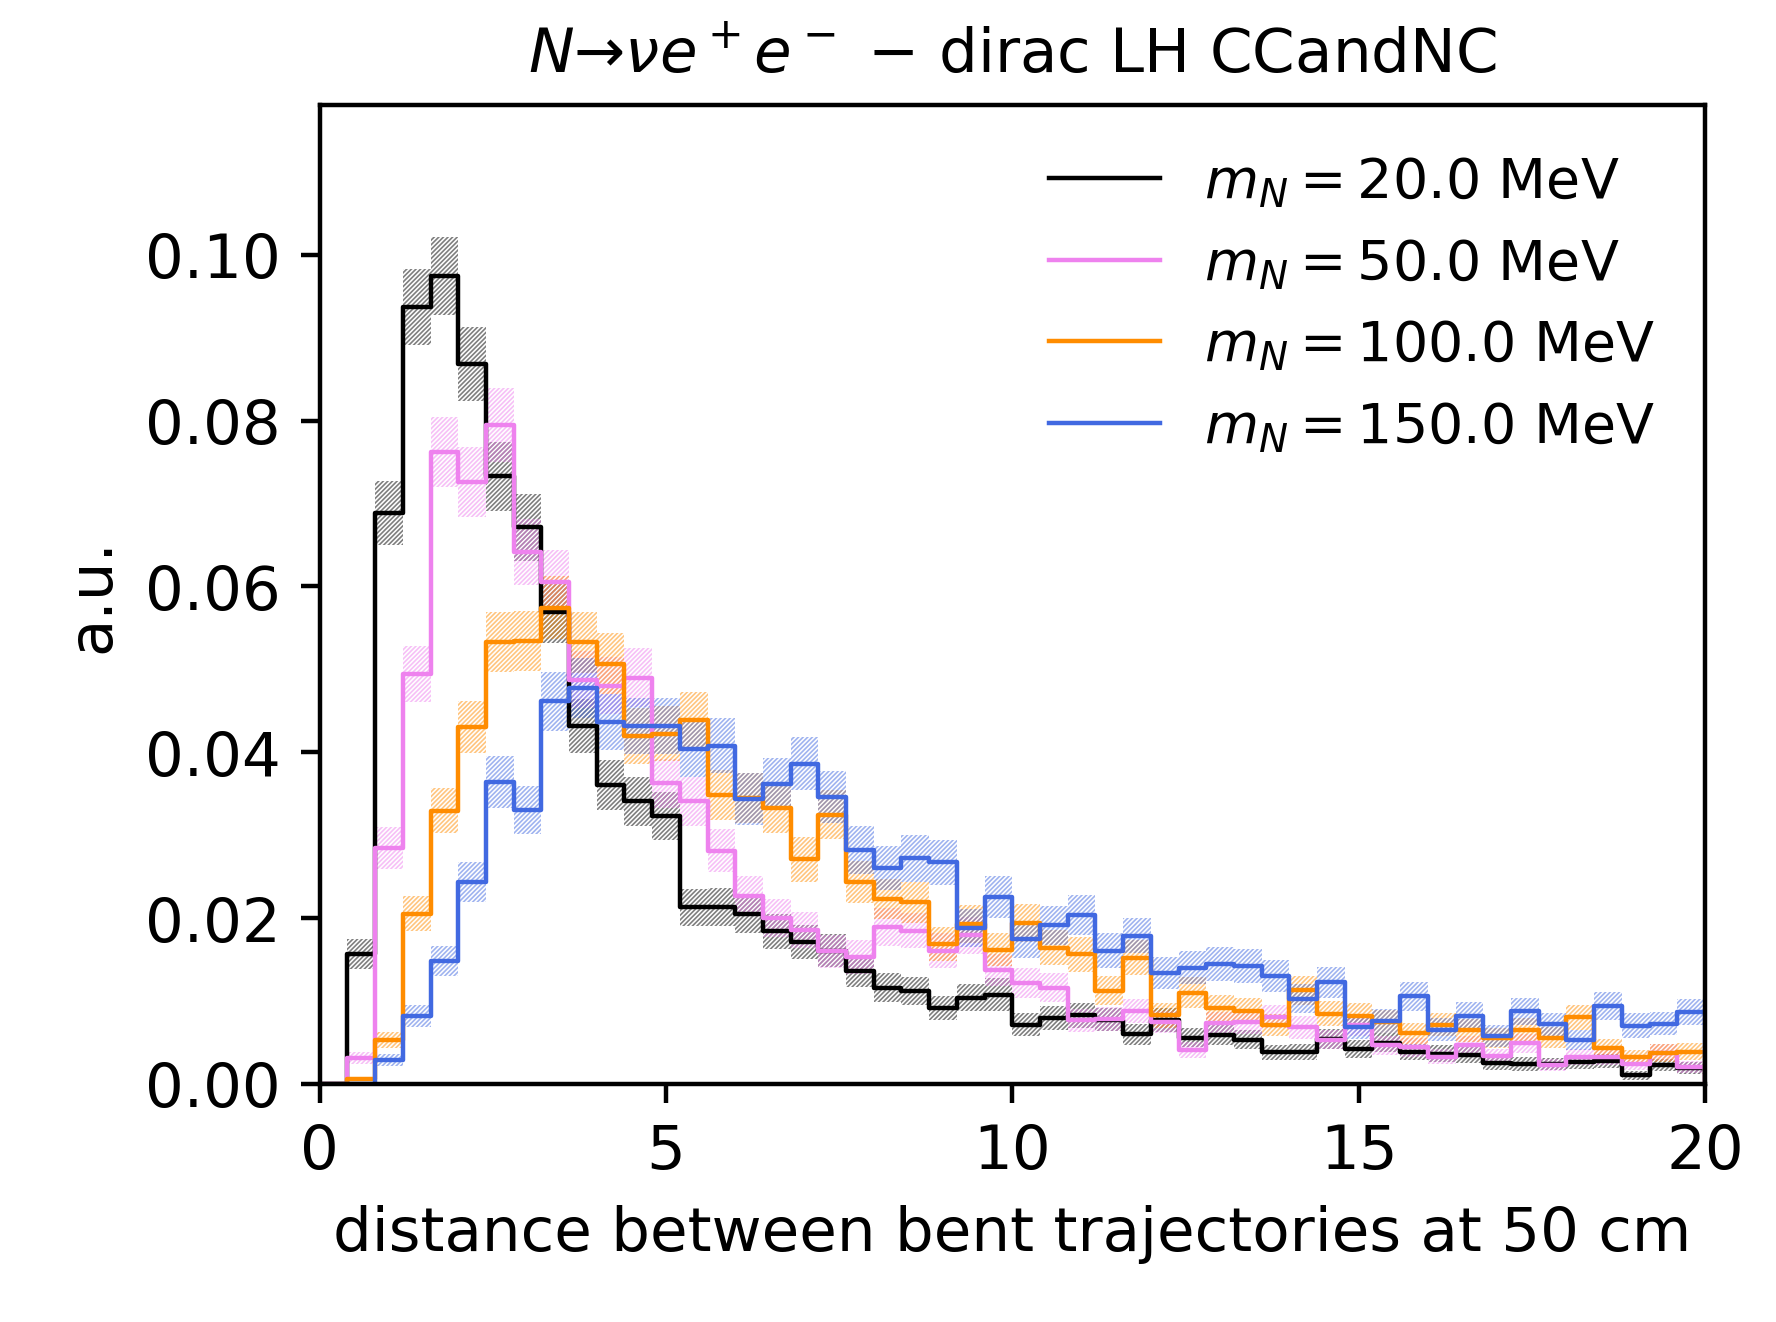 N→νe⁺e⁻ − dirac LH CCandNC
m_N = 20.0 MeV
m_N = 50.0 MeV
m_N = 100.0 MeV
m_N = 150.0 MeV
a.u.
0.10
0.08
0.06
0.04
0.02
0.00
0 5 10 15 20
distance between bent trajectories at 50 cm